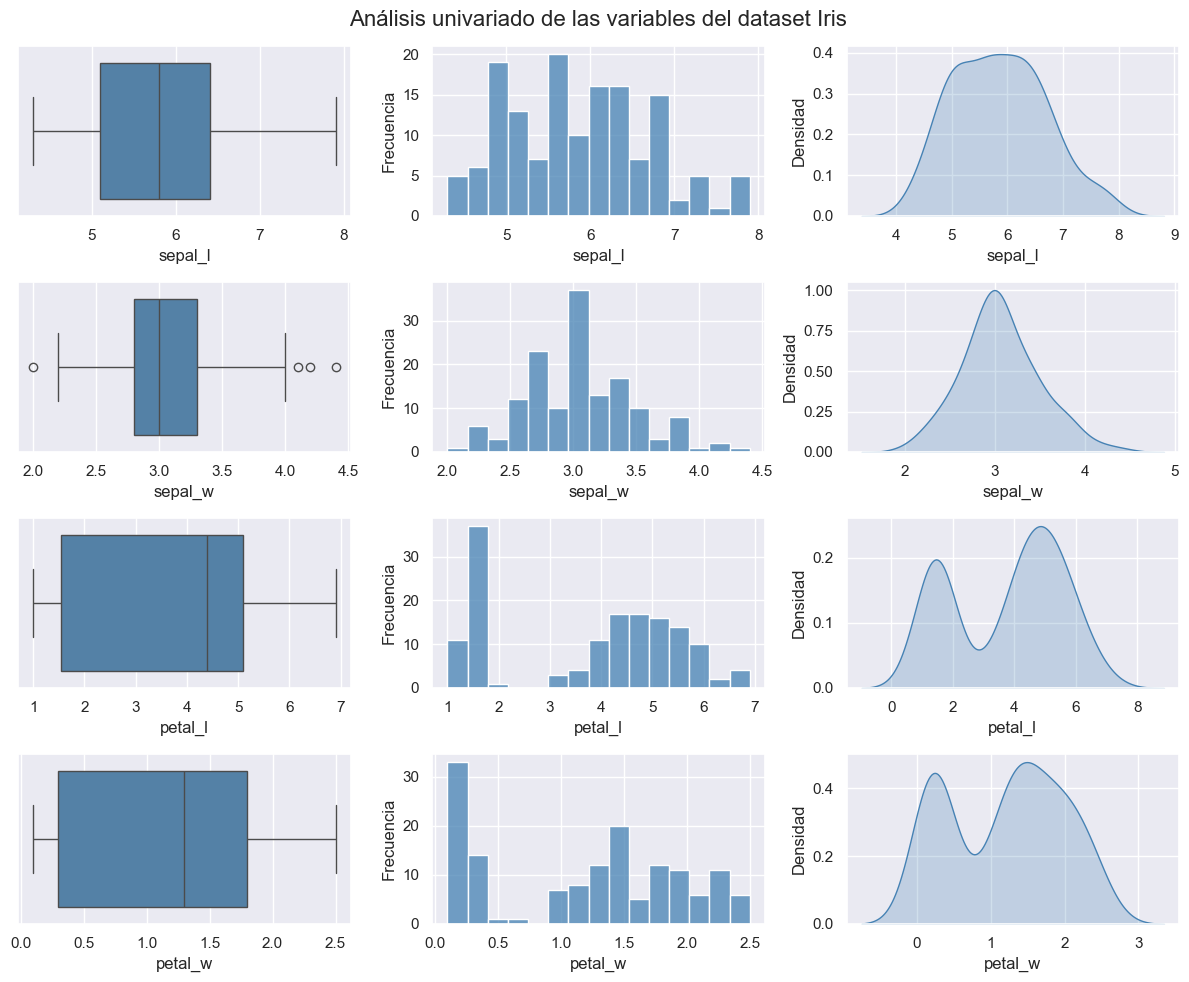 Análisis univariado de las variables del dataset Iris
5 6 7 8
sepal_l
Frecuencia
20
15
10
5
0
5 6 7 8
sepal_l
Densidad
0.4
0.3
0.2
0.1
0.0
4 5 6 7 8 9
sepal_l
2.0 2.5 3.0 3.5 4.0 4.5
sepal_w
Frecuencia
30
20
10
0
2.0 2.5 3.0 3.5 4.0 4.5
sepal_w
Densidad
1.00
0.75
0.50
0.25
0.00
2 3 4 5
sepal_w
1 2 3 4 5 6 7
petal_l
Frecuencia
30
20
10
0
1 2 3 4 5 6 7
petal_l
Densidad
0.2
0.1
0.0
0 2 4 6 8
petal_l
0.0 0.5 1.0 1.5 2.0 2.5
petal_w
Frecuencia
30
20
10
0
0.0 0.5 1.0 1.5 2.0 2.5
petal_w
Densidad
0.4
0.2
0.0
0 1 2 3
petal_w